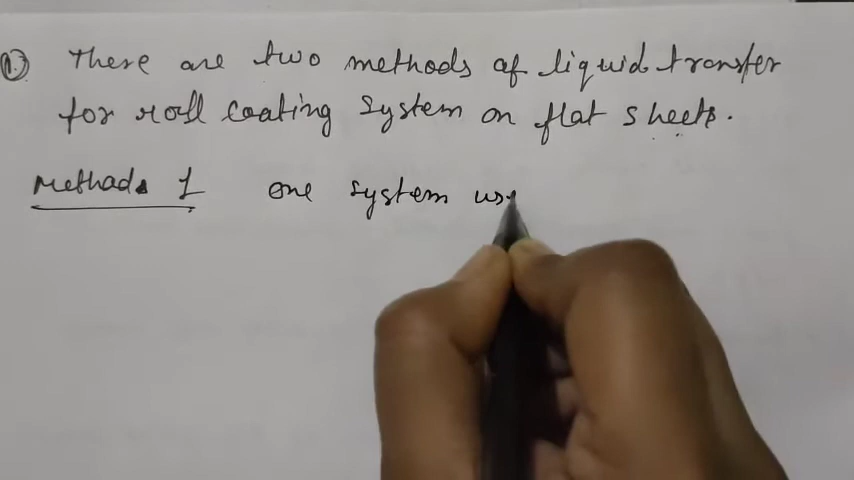 1.) There are two methods of liquid transfer
for roll coating system on flat sheets.
Method 1 one system us